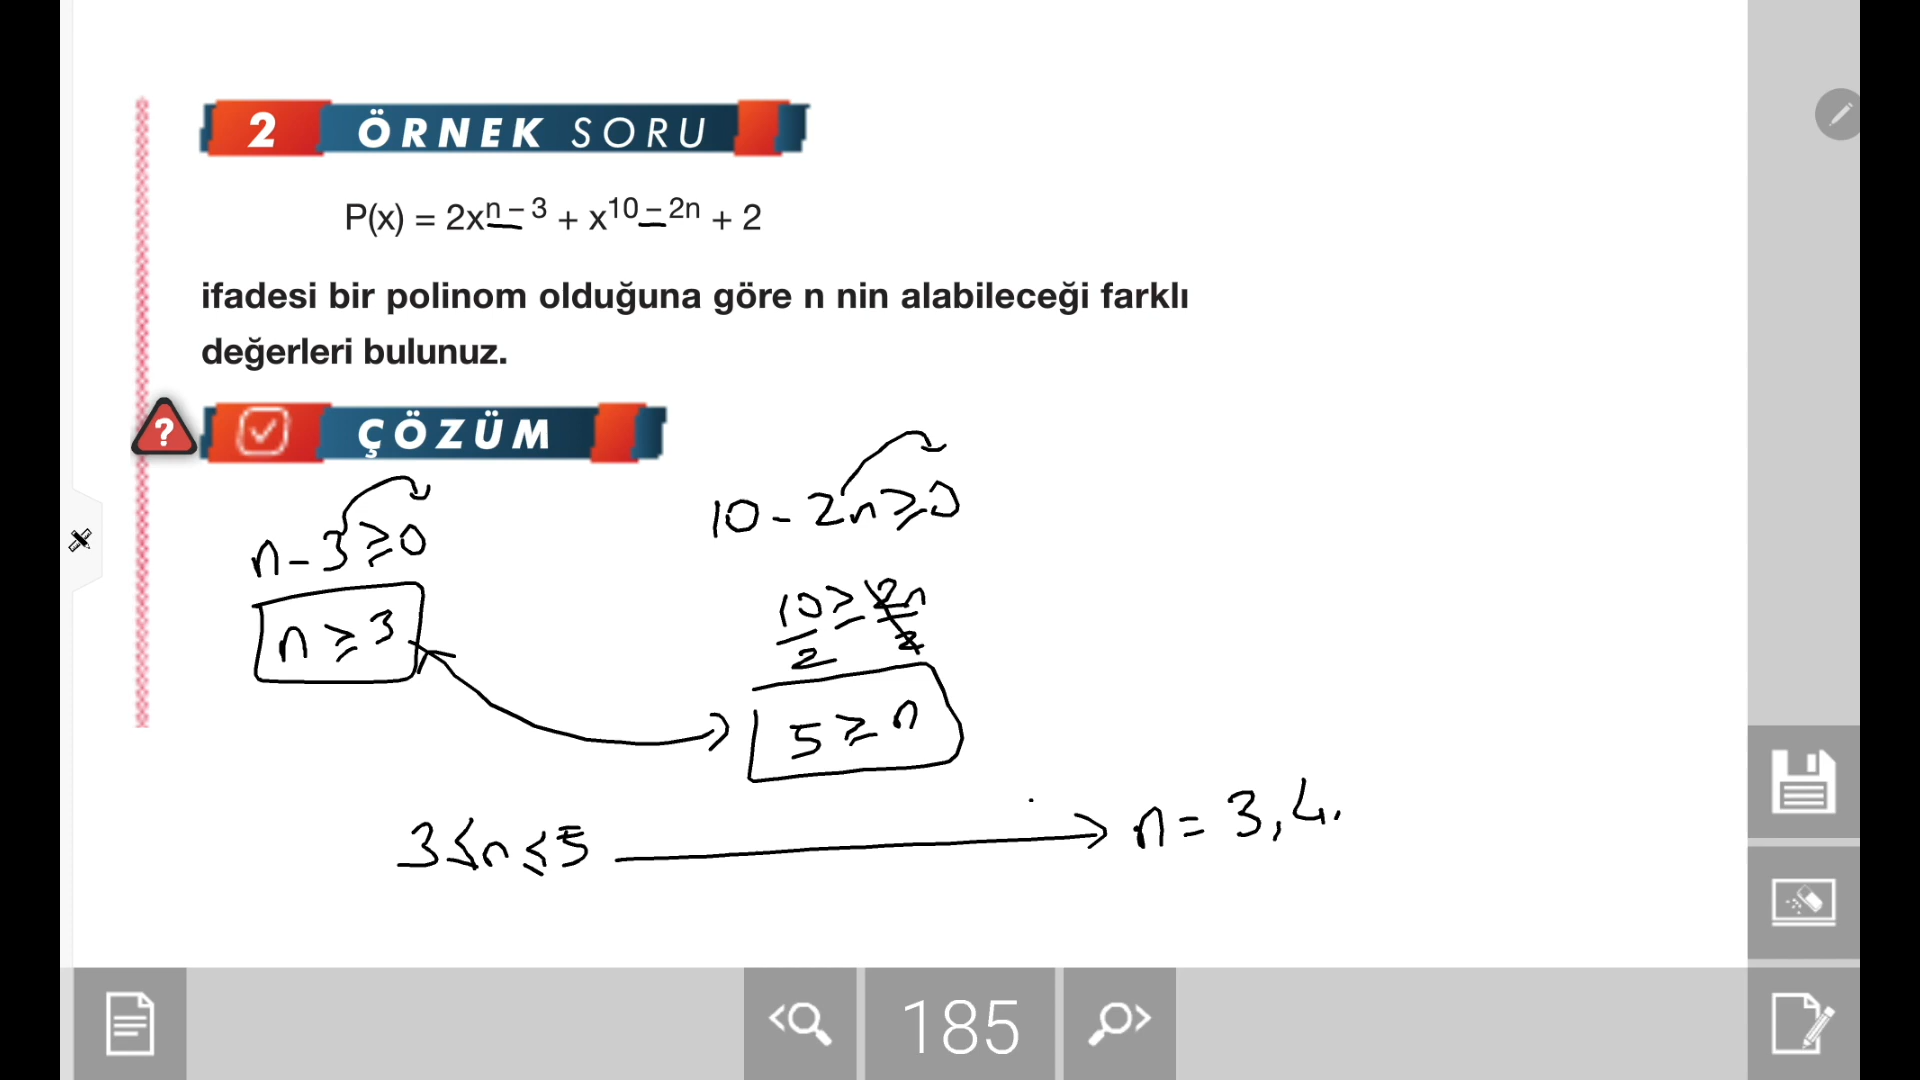 2 ÖRNEK SORU
P(x) = 2xⁿ⁻³ + x¹⁰⁻²ⁿ + 2
ifadesi bir polinom olduğuna göre n nin alabileceği farklı
değerleri bulunuz.
? ÇÖZÜM
n-3≥0
10-2n≥0
n≥3
10/2≥2n/2
5≥n
3≤n≤5
n=3,4.
185